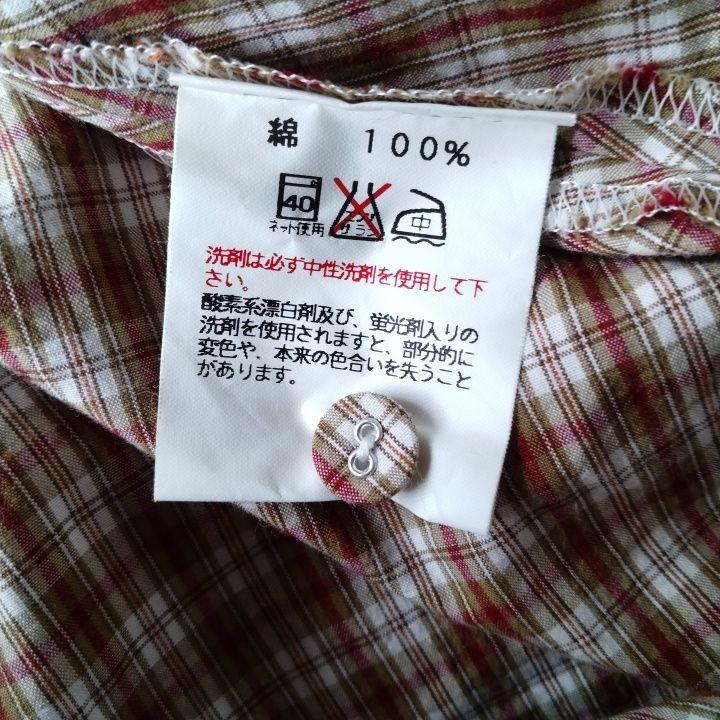 綿 100%
40
ネット使用
中
洗剤は必ず中性洗剤を使用して下
さい。
酸素系漂白剤及び、蛍光剤入りの
洗剤を使用されますと、部分的に
変色や、本来の色合いを失うこと
があります。